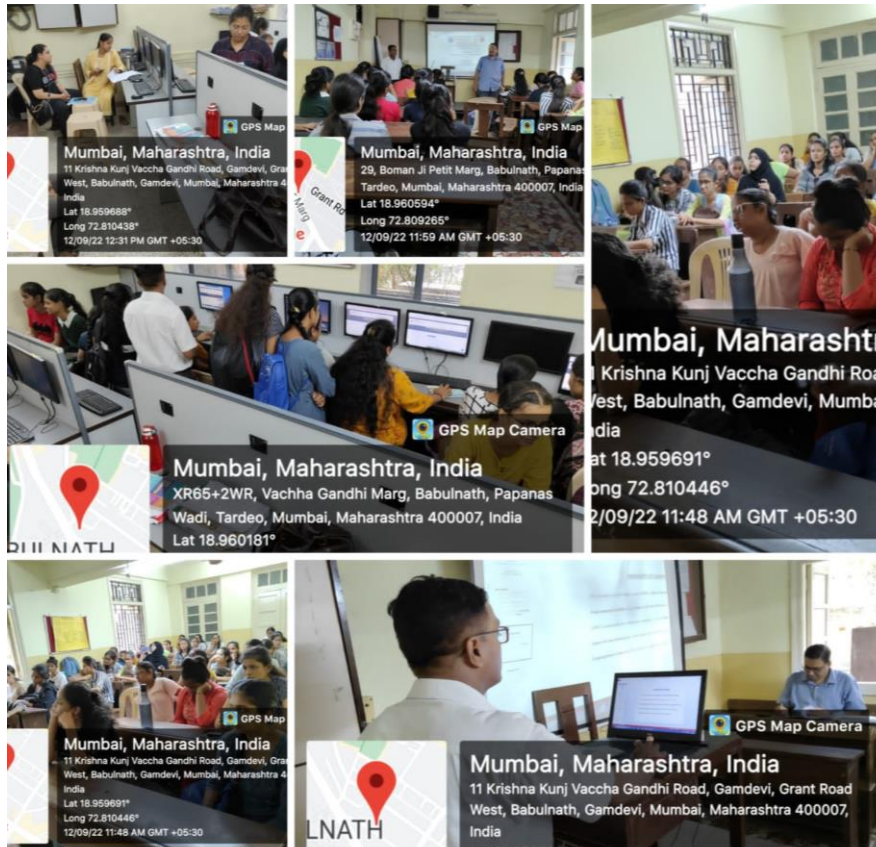 GPS Map
Mumbai, Maharashtra, India
11 Krishna Kunj Vaccha Gandhi Road, Gamdevi, Gran
West, Babulnath, Gamdevi, Mumbai, Maharashtra 4
India
Lat 18.959688°
Long 72.810438°
12/09/22 12:31 PM GMT +05:30
GPS Map
Mumbai, Maharashtra, India
29, Boman Ji Petit Marg, Babulnath, Papanas
Tardeo, Mumbai, Maharashtra 400007, India
Lat 18.960594°
Long 72.809265°
12/09/22 11:59 AM GMT +05:30
Grant Rd
Marg
Mumbai, Maharashtr
1 Krishna Kunj Vaccha Gandhi Roa
West, Babulnath, Gamdevi, Mumba
ndia
at 18.959691°
ong 72.810446°
2/09/22 11:48 AM GMT +05:30
GPS Map Camera
Mumbai, Maharashtra, India
XR65+2WR, Vachha Gandhi Marg, Babulnath, Papanas
Wadi, Tardeo, Mumbai, Maharashtra 400007, India
Lat 18.960181°
BULNATH
GPS Map
Mumbai, Maharashtra, India
11 Krishna Kunj Vaccha Gandhi Road, Gamdevi, Gra
West, Babulnath, Gamdevi, Mumbai, Maharashtra 4
India
Lat 18.959691°
Long 72.810446°
12/09/22 11:48 AM GMT +05:30
GPS Map Camera
Mumbai, Maharashtra, India
11 Krishna Kunj Vaccha Gandhi Road, Gamdevi, Grant Road
West, Babulnath, Gamdevi, Mumbai, Maharashtra 400007,
India
LNATH